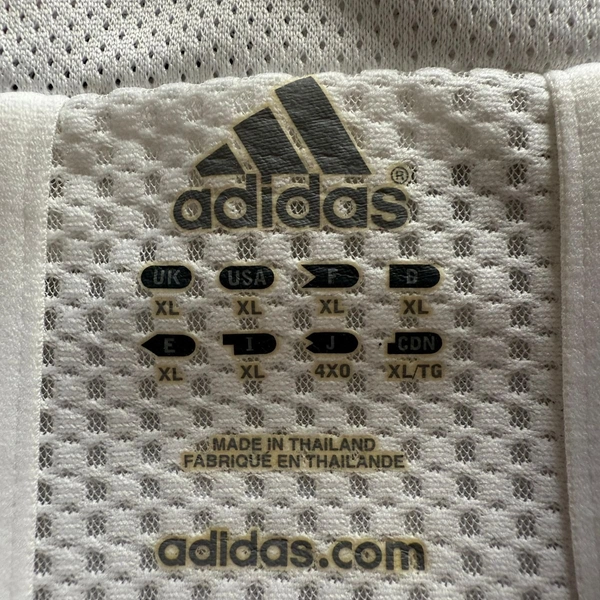 adidas®
UK USA F D
XL XL XL XL
E I J CDN
XL XL 4XO XL/TG
MADE IN THAILAND
FABRIQUÉ EN THAILANDE
adidas.com